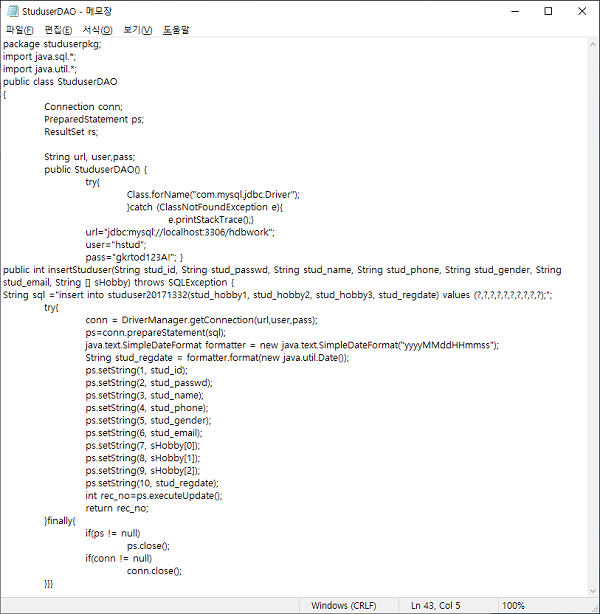 StuduserDAO - 메모장
파일(F) 편집(E) 서식(O) 보기(V) 도움말
package studuserpkg;
import java.sql.*;
import java.util.*;
public class StuduserDAO
{
Connection conn;
PreparedStatement ps;
ResultSet rs;
String url, user,pass;
public StuduserDAO() {
try{
Class.forName("com.mysql.jdbc.Driver");
}catch (ClassNotFoundException e){
e.printStackTrace();}
url="jdbc:mysql://localhost:3306/hdbwork";
user="hstud";
pass="gkrtod123A!"; }
public int insertStuduser(String stud_id, String stud_passwd, String stud_name, String stud_phone, String stud_gender, String
stud_email, String [] sHobby) throws SQLException {
String sql ="insert into studuser20171332(stud_hobby1, stud_hobby2, stud_hobby3, stud_regdate) values (?,?,?,?,?,?,?,?,?,?);";
try{
conn = DriverManager.getConnection(url,user,pass);
ps=conn.prepareStatement(sql);
java.text.SimpleDateFormat formatter = new java.text.SimpleDateFormat("yyyyMMddHHmmss");
String stud_regdate = formatter.format(new java.util.Date());
ps.setString(1, stud_id);
ps.setString(2, stud_passwd);
ps.setString(3, stud_name);
ps.setString(4, stud_phone);
ps.setString(5, stud_gender);
ps.setString(6, stud_email);
ps.setString(7, sHobby[0]);
ps.setString(8, sHobby[1]);
ps.setString(9, sHobby[2]);
ps.setString(10, stud_regdate);
int rec_no=ps.executeUpdate();
return rec_no;
}finally{
if(ps != null)
ps.close();
if(conn != null)
conn.close();
}}}
Windows (CRLF) Ln 43, Col 5 100%